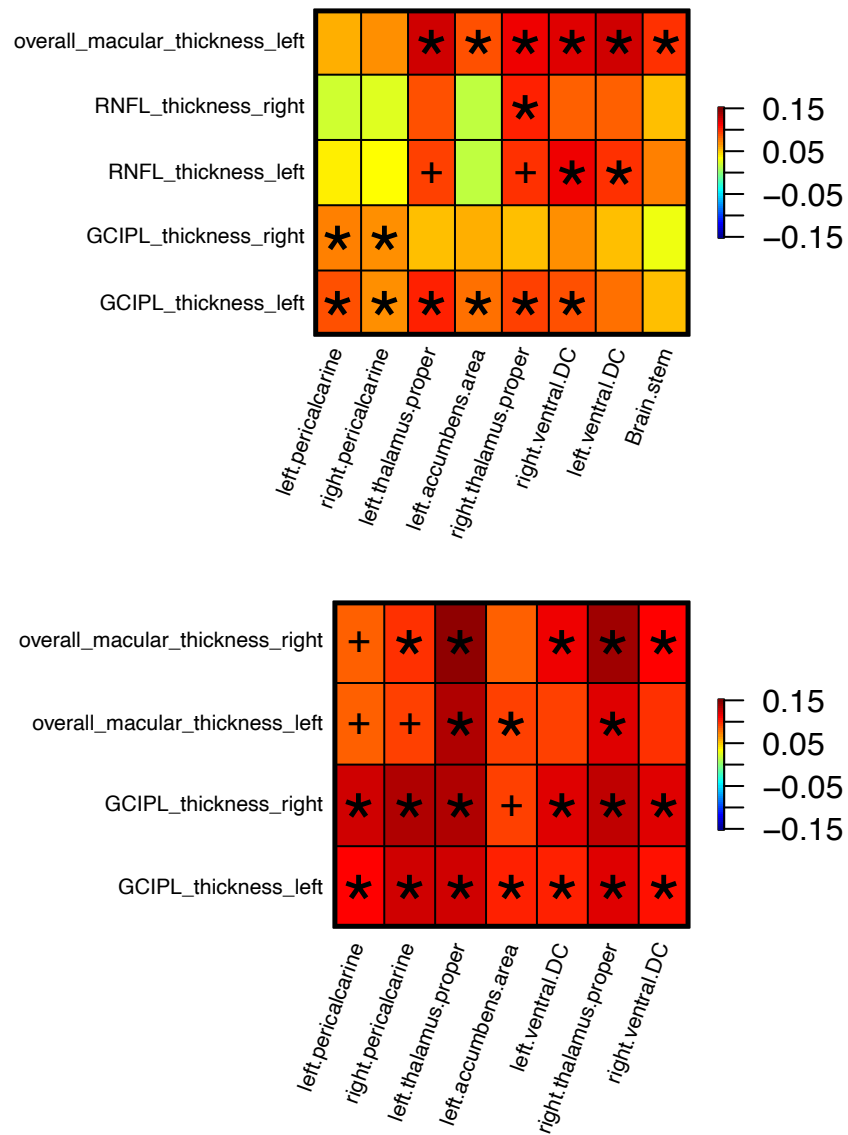 overall_macular_thickness_left
RNFL_thickness_right
RNFL_thickness_left
GCIPL_thickness_right
GCIPL_thickness_left
0.15
0.05
−0.05
−0.15
left.pericalcarine
right.pericalcarine
left.thalamus.proper
left.accumbens.area
right.thalamus.proper
right.ventral.DC
left.ventral.DC
Brain.stem
overall_macular_thickness_right
overall_macular_thickness_left
GCIPL_thickness_right
GCIPL_thickness_left
0.15
0.05
−0.05
−0.15
left.pericalcarine
right.pericalcarine
left.thalamus.proper
left.accumbens.area
left.ventral.DC
right.thalamus.proper
right.ventral.DC